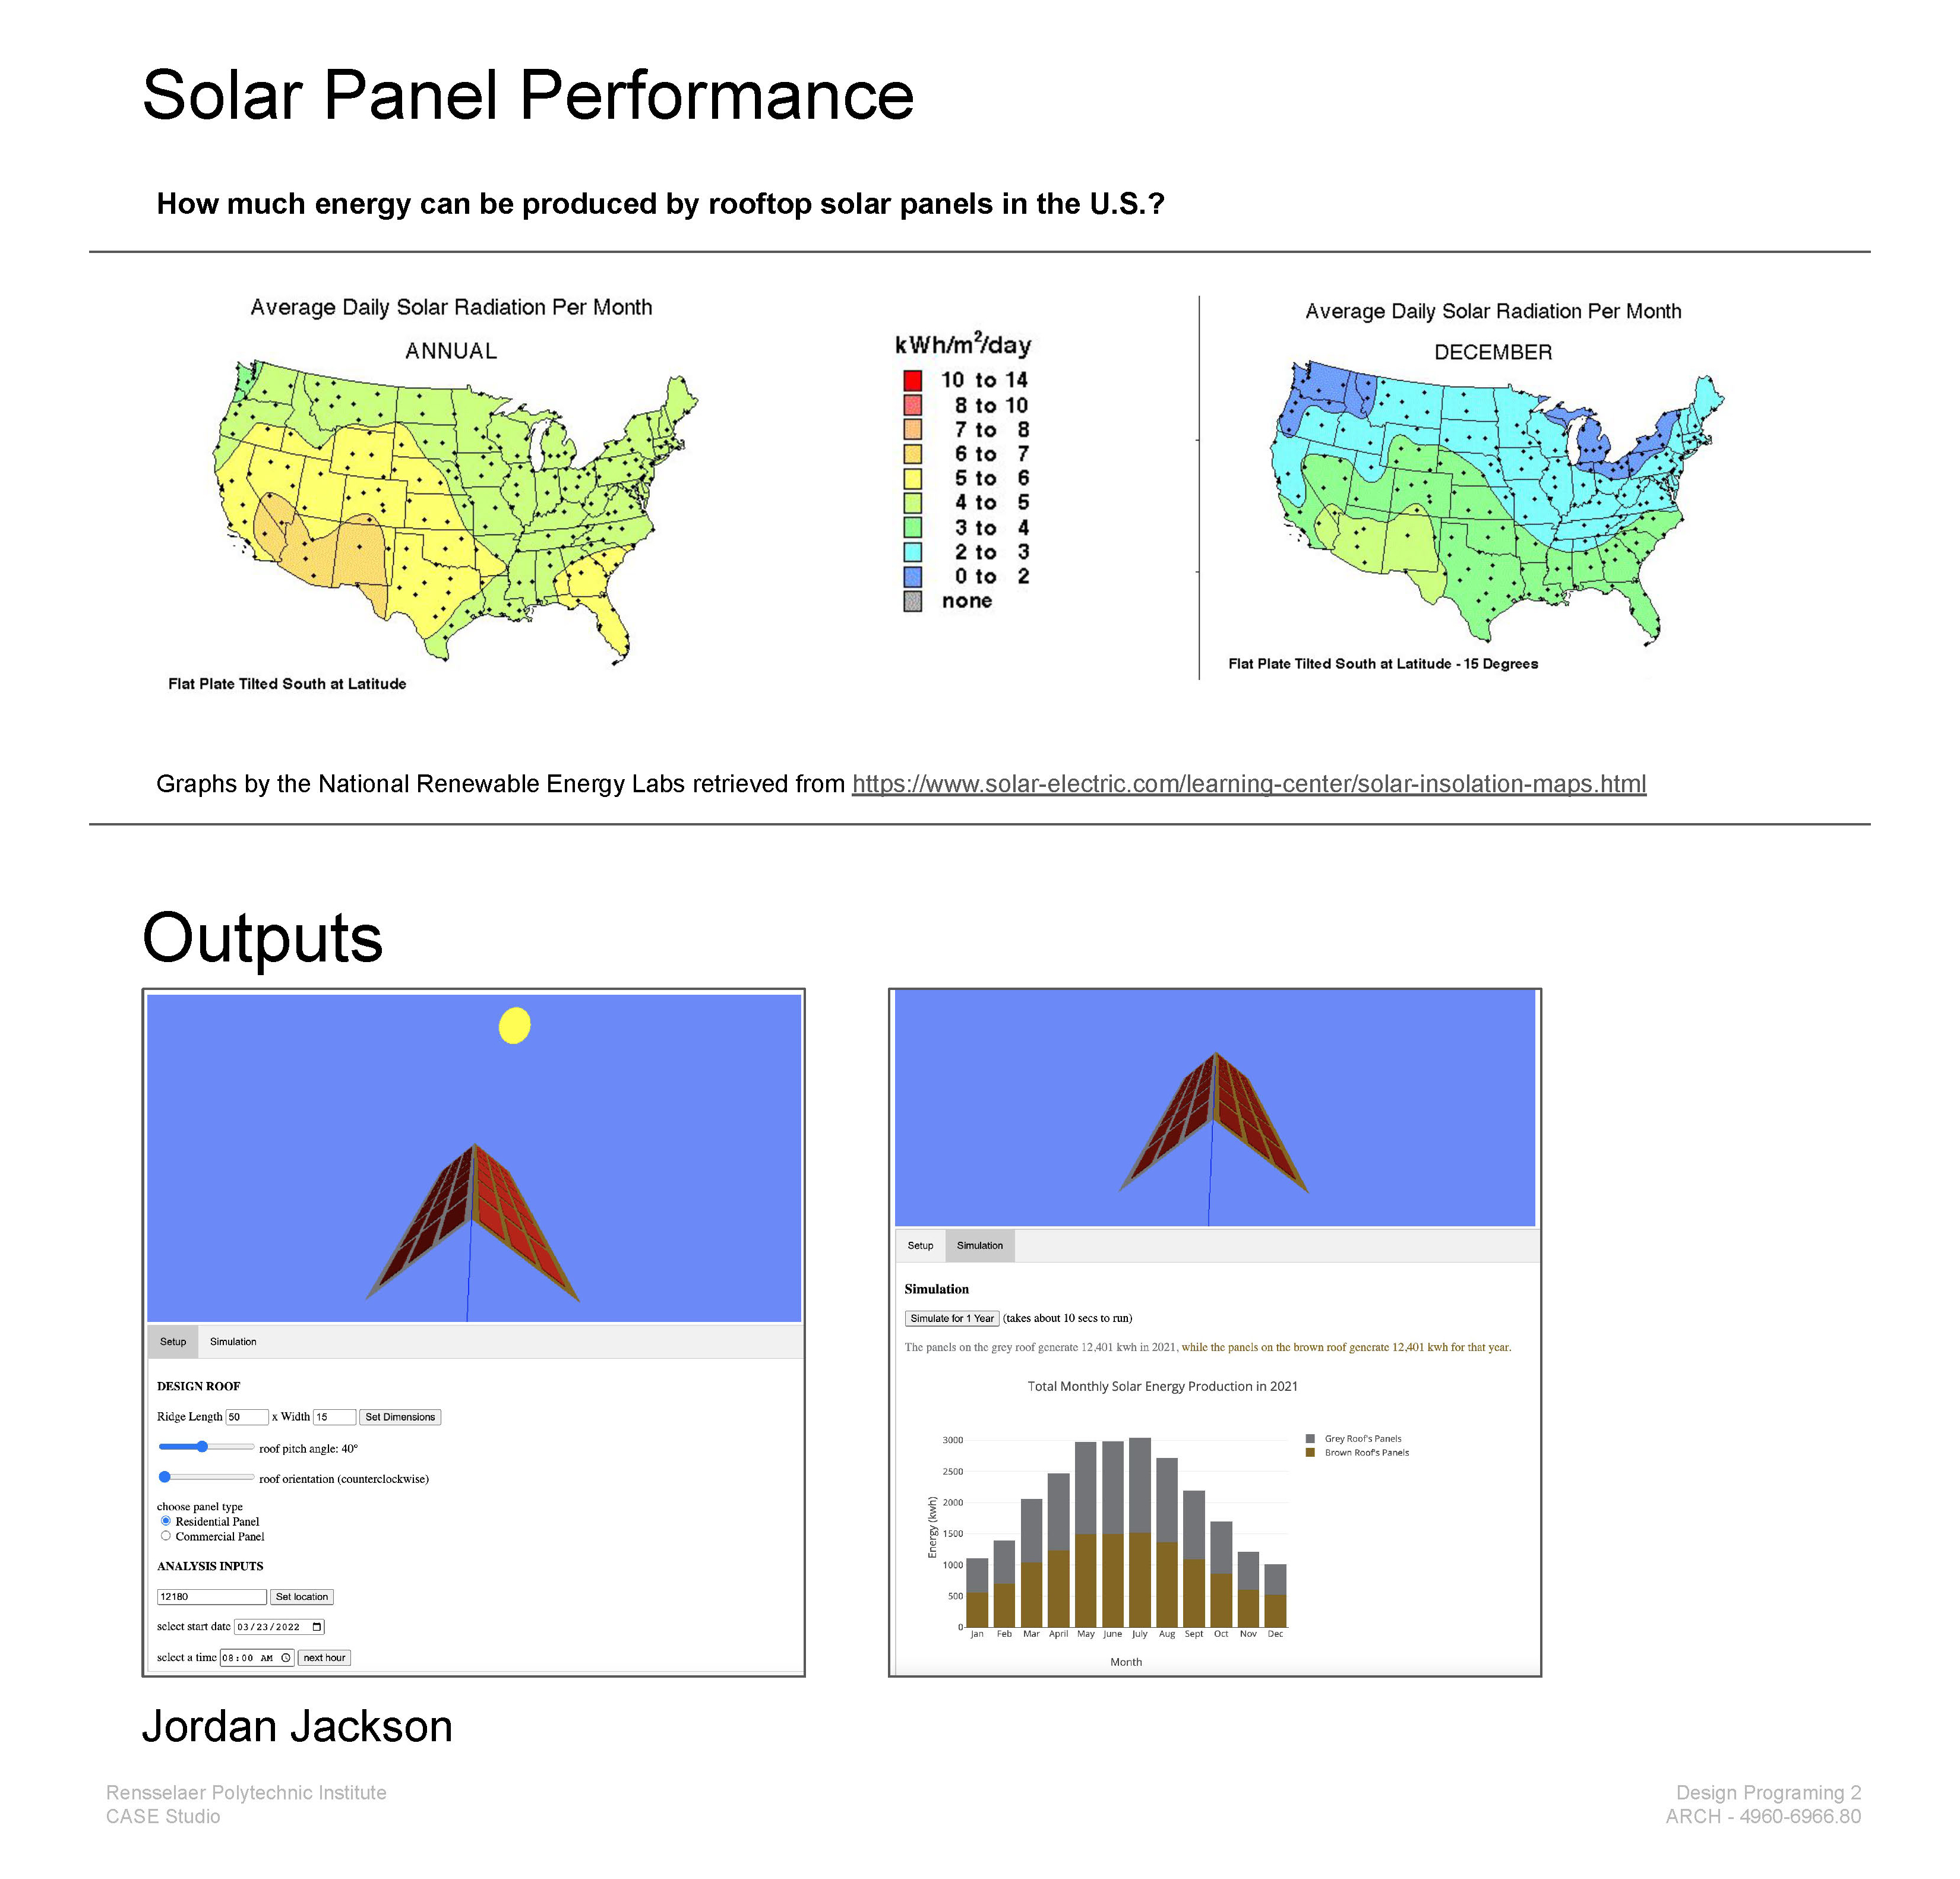 Solar Panel Performance
How much energy can be produced by rooftop solar panels in the U.S.?
Average Daily Solar Radiation Per Month
ANNUAL
Flat Plate Tilted South at Latitude
kWh/m²/day
10 to 14
8 to 10
7 to 8
6 to 7
5 to 6
4 to 5
3 to 4
2 to 3
0 to 2
none
Average Daily Solar Radiation Per Month
DECEMBER
Flat Plate Tilted South at Latitude - 15 Degrees
Graphs by the National Renewable Energy Labs retrieved from https://www.solar-electric.com/learning-center/solar-insolation-maps.html
Outputs
Setup Simulation
DESIGN ROOF
Ridge Length 50 x Width 15 Set Dimensions
roof pitch angle: 40°
roof orientation (counterclockwise)
choose panel type
Residential Panel
Commercial Panel
ANALYSIS INPUTS
12180 Set location
select start date 03/23/2022
select a time 08:00 AM next hour
Setup Simulation
Simulation
Simulate for 1 Year (takes about 10 secs to run)
The panels on the grey roof generate 12,401 kwh in 2021, while the panels on the brown roof generate 12,401 kwh for that year.
Total Monthly Solar Energy Production in 2021
Energy (kwh)
3000
2500
2000
1500
1000
500
0
Jan Feb Mar April May June July Aug Sept Oct Nov Dec
Month
Grey Roof's Panels
Brown Roof's Panels
Jordan Jackson
Rensselaer Polytechnic Institute
CASE Studio
Design Programing 2
ARCH - 4960-6966.80